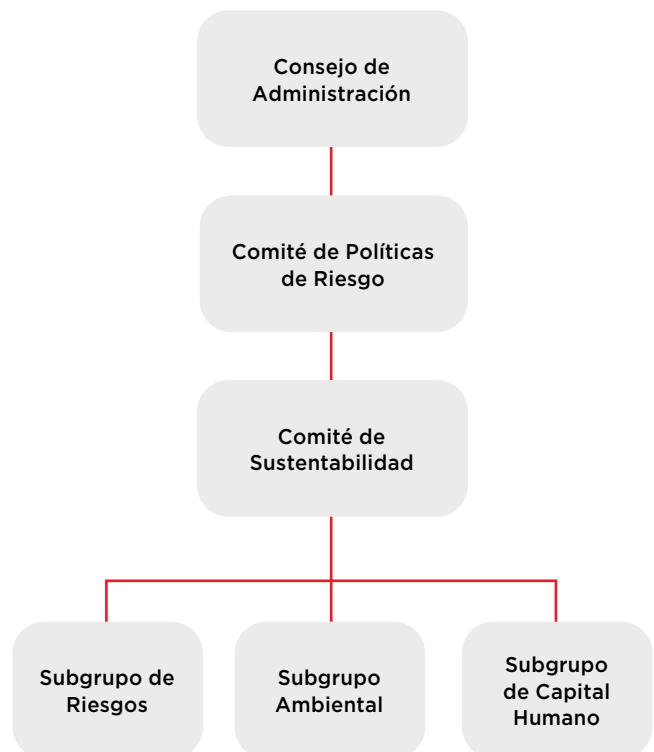 Consejo de
Administración
Comité de Políticas
de Riesgo
Comité de
Sustentabilidad
Subgrupo de
Riesgos
Subgrupo
Ambiental
Subgrupo
de Capital
Humano